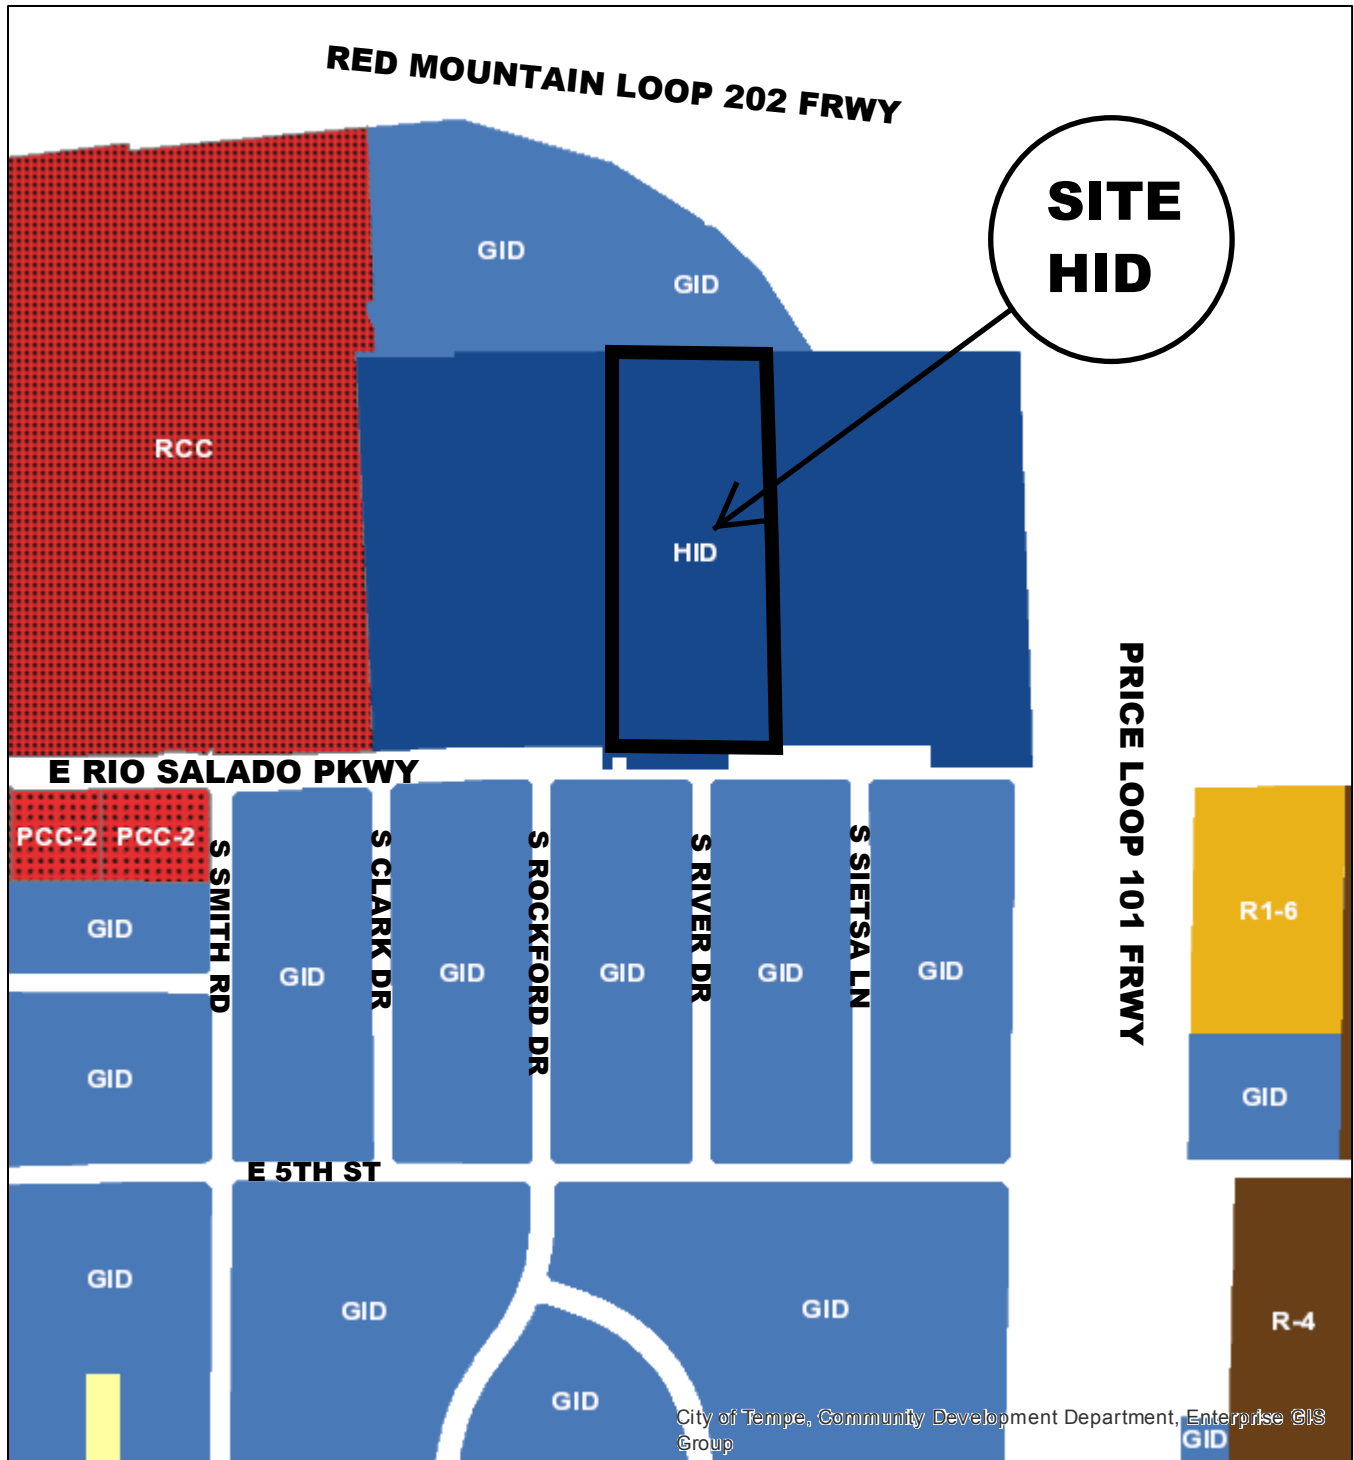 RED MOUNTAIN LOOP 202 FRWY
SITE
HID
GID
GID
RCC
HID
PRICE LOOP 101 FRWY
E RIO SALADO PKWY
PCC-2
PCC-2
S SMITH RD
S CLARK DR
S ROCKFORD DR
S RIVER DR
S SIETSA LN
R1-6
GID
GID
GID
GID
GID
GID
GID
GID
GID
E 5TH ST
GID
GID
GID
R-4
GID
City of Tempe, Community Development Department, Enterprise GIS
Group
GID